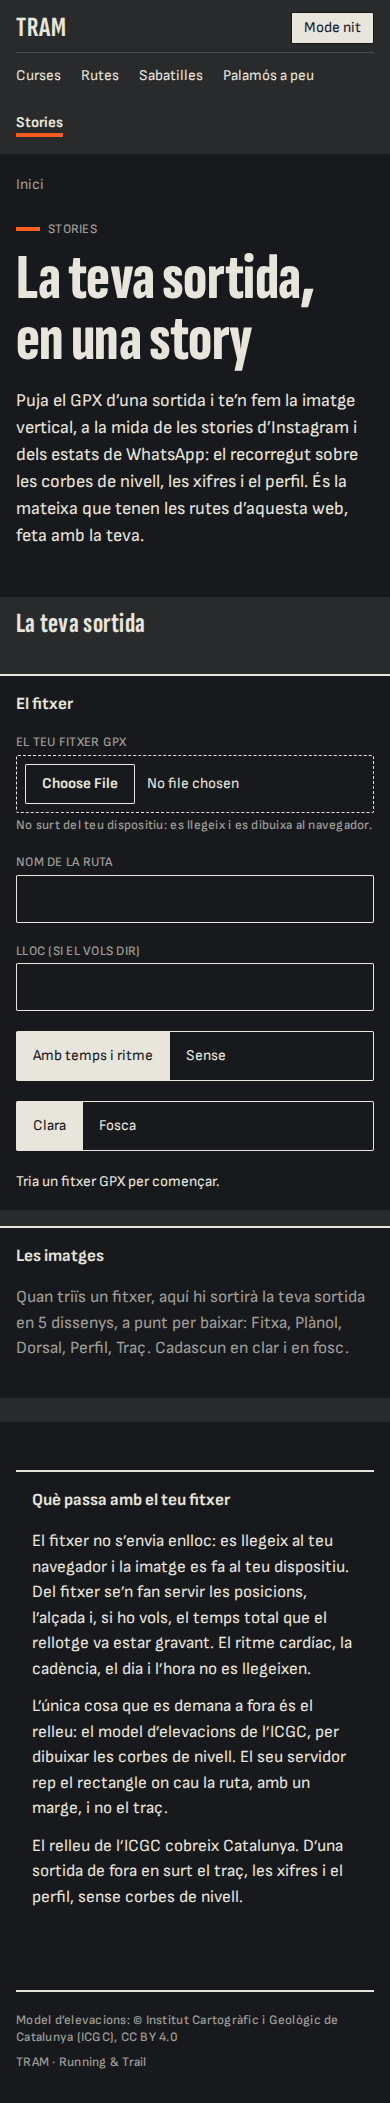 TRAM
Mode nit
Curses Rutes Sabatilles Palamós a peu
Stories
Inici
STORIES
La teva sortida,
en una story
Puja el GPX d’una sortida i te’n fem la imatge
vertical, a la mida de les stories d’Instagram i
dels estats de WhatsApp: el recorregut sobre
les corbes de nivell, les xifres i el perfil. És la
mateixa que tenen les rutes d’aquesta web,
feta amb la teva.
La teva sortida
El fitxer
EL TEU FITXER GPX
Choose File No file chosen
No surt del teu dispositiu: es llegeix i es dibuixa al navegador.
NOM DE LA RUTA
LLOC (SI EL VOLS DIR)
Amb temps i ritme Sense
Clara Fosca
Tria un fitxer GPX per començar.
Les imatges
Quan triïs un fitxer, aquí hi sortirà la teva sortida
en 5 dissenys, a punt per baixar: Fitxa, Plànol,
Dorsal, Perfil, Traç. Cadascun en clar i en fosc.
Què passa amb el teu fitxer
El fitxer no s’envia enlloc: es llegeix al teu
navegador i la imatge es fa al teu dispositiu.
Del fitxer se’n fan servir les posicions,
l’alçada i, si ho vols, el temps total que el
rellotge va estar gravant. El ritme cardíac, la
cadència, el dia i l’hora no es llegeixen.
L’única cosa que es demana a fora és el
relleu: el model d’elevacions de l’ICGC, per
dibuixar les corbes de nivell. El seu servidor
rep el rectangle on cau la ruta, amb un
marge, i no el traç.
El relleu de l’ICGC cobreix Catalunya. D’una
sortida de fora en surt el traç, les xifres i el
perfil, sense corbes de nivell.
Model d’elevacions: © Institut Cartogràfic i Geològic de
Catalunya (ICGC), CC BY 4.0
TRAM · Running & Trail